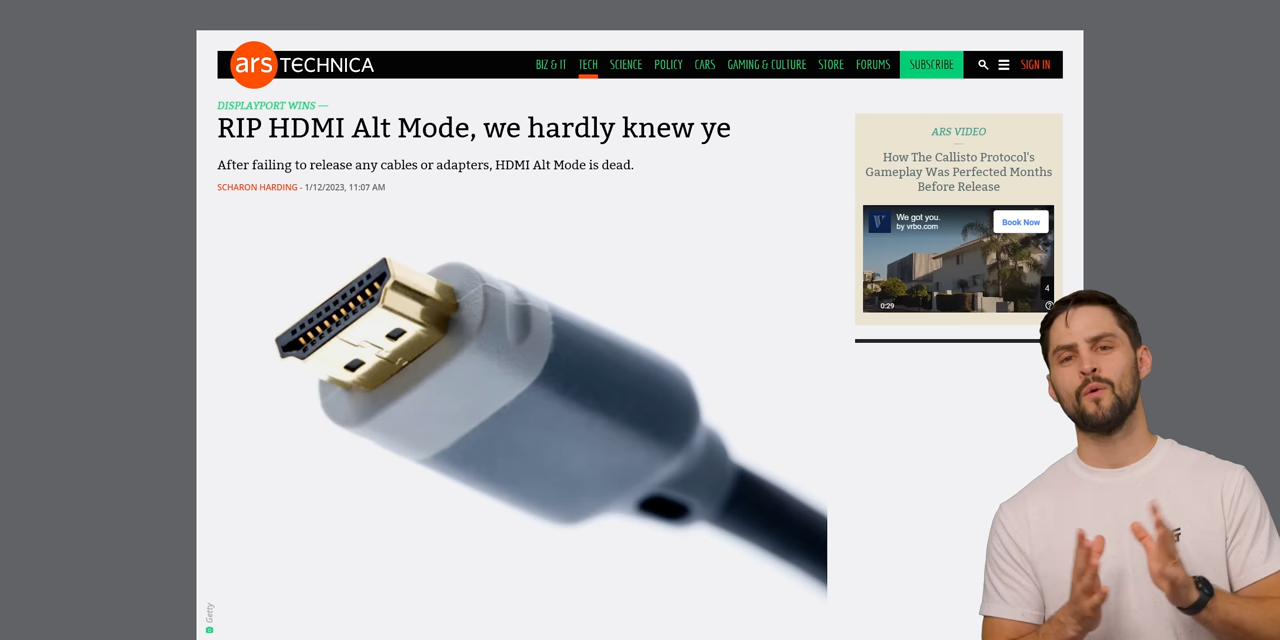 ars TECHNICA
BIZ & IT TECH SCIENCE POLICY CARS GAMING & CULTURE STORE FORUMS SUBSCRIBE SIGN IN
DISPLAYPORT WINS —
RIP HDMI Alt Mode, we hardly knew ye
After failing to release any cables or adapters, HDMI Alt Mode is dead.
SCHARON HARDING - 1/12/2023, 11:07 AM
Getty
ARS VIDEO
How The Callisto Protocol's
Gameplay Was Perfected Months
Before Release
V
We got you.
by vrbo.com
Book Now
4
0:29